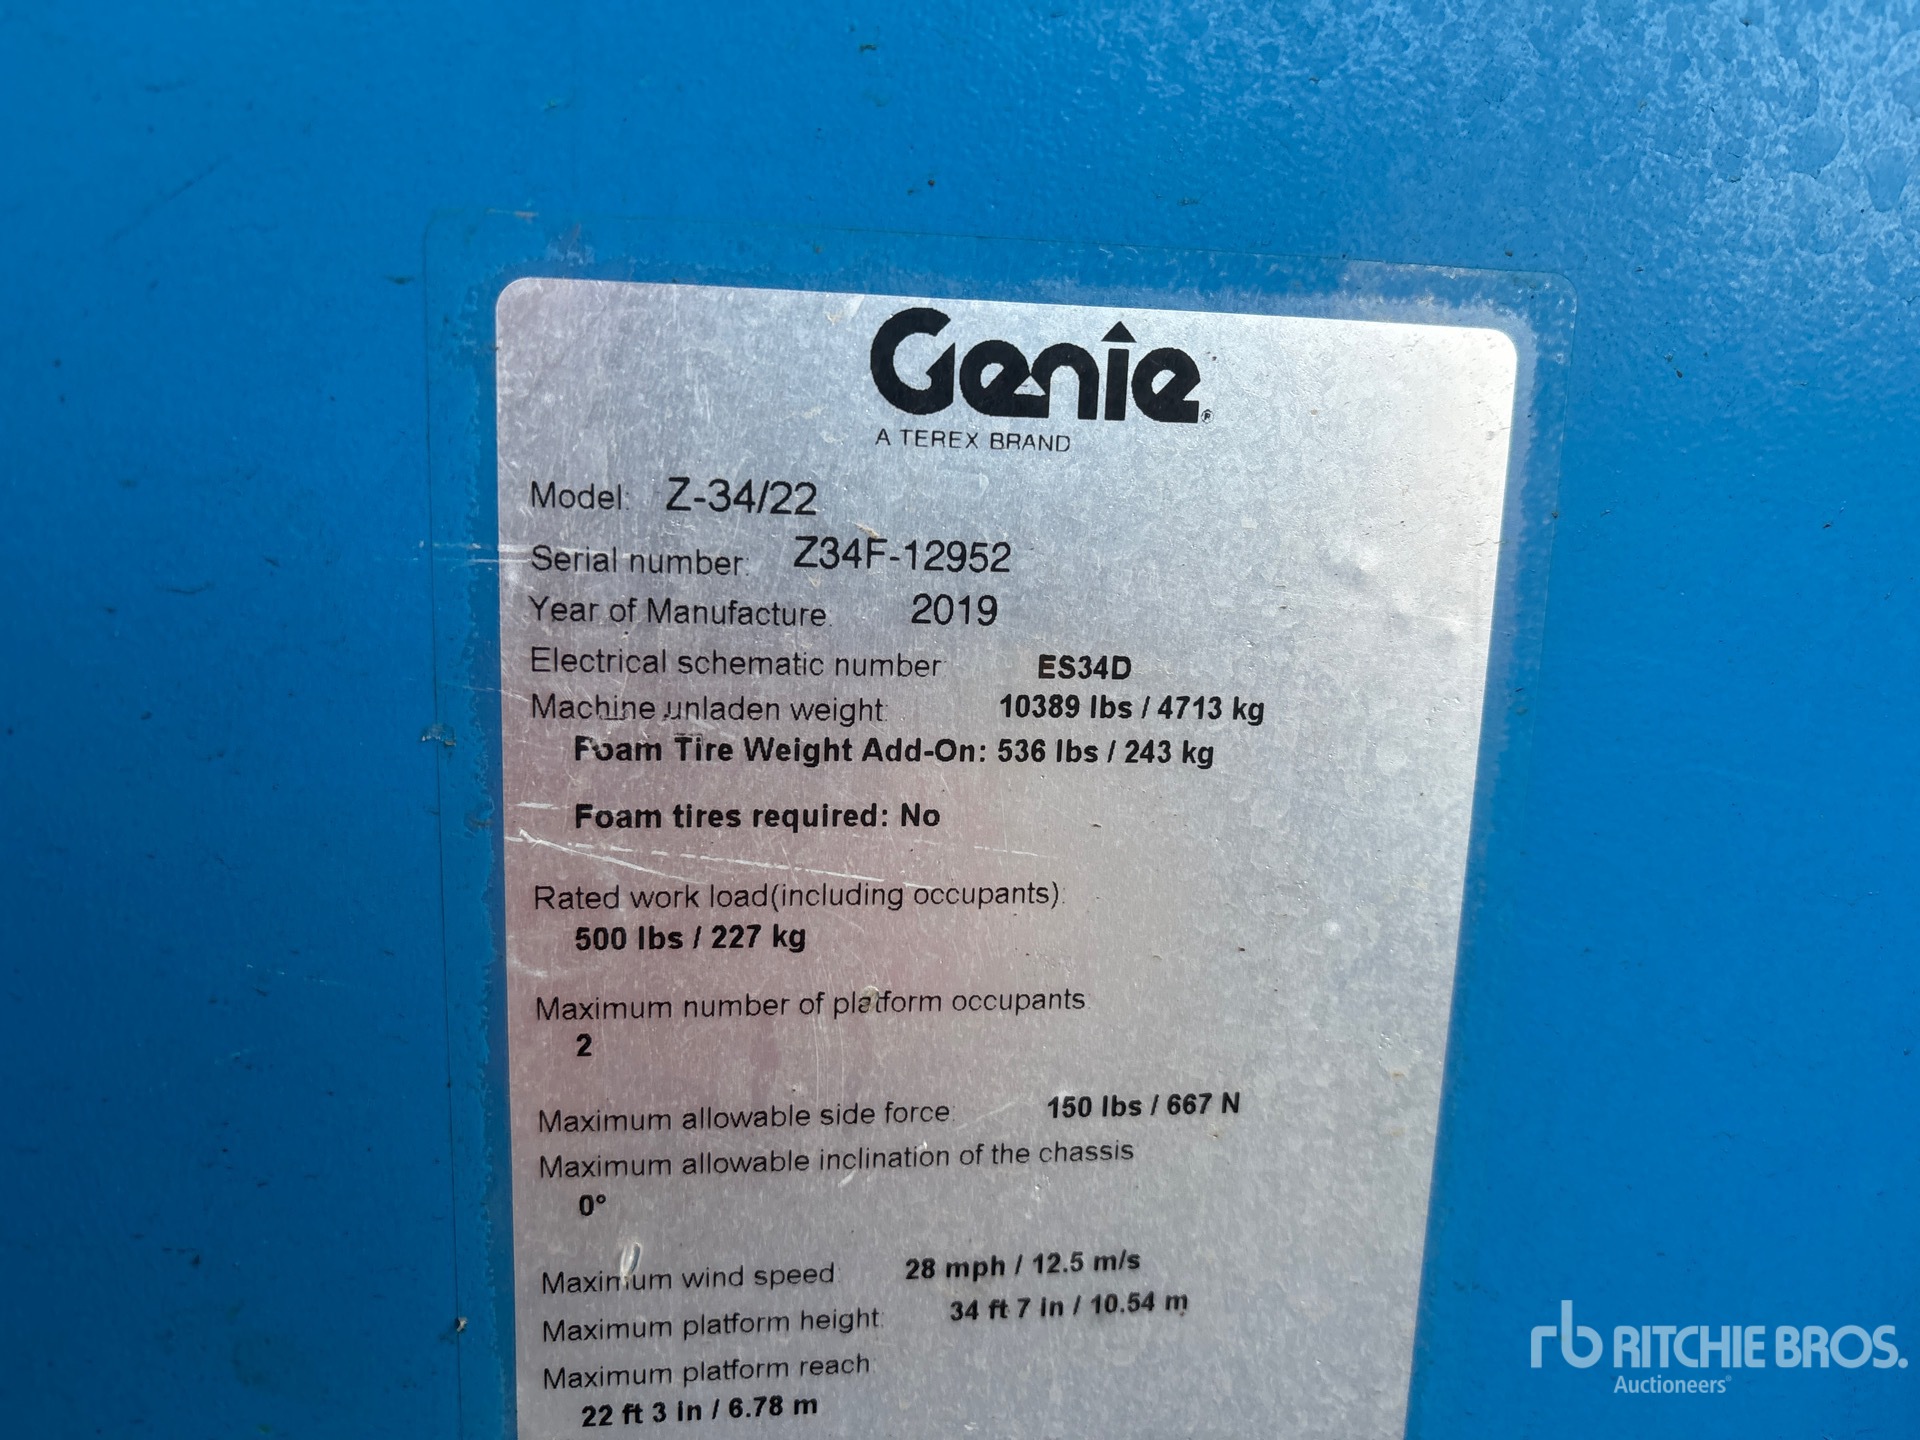 Genie®
A TEREX BRAND
Model: Z-34/22
Serial number: Z34F-12952
Year of Manufacture: 2019
Electrical schematic number: ES34D
Machine unladen weight: 10389 lbs / 4713 kg
Foam Tire Weight Add-On: 536 lbs / 243 kg
Foam tires required: No
Rated work load(including occupants):
500 lbs / 227 kg
Maximum number of platform occupants:
2
Maximum allowable side force: 150 lbs / 667 N
Maximum allowable inclination of the chassis
0°
Maximum wind speed: 28 mph / 12.5 m/s
Maximum platform height: 34 ft 7 in / 10.54 m
Maximum platform reach:
22 ft 3 in / 6.78 m
rb RITCHIE BROS.
Auctioneers®